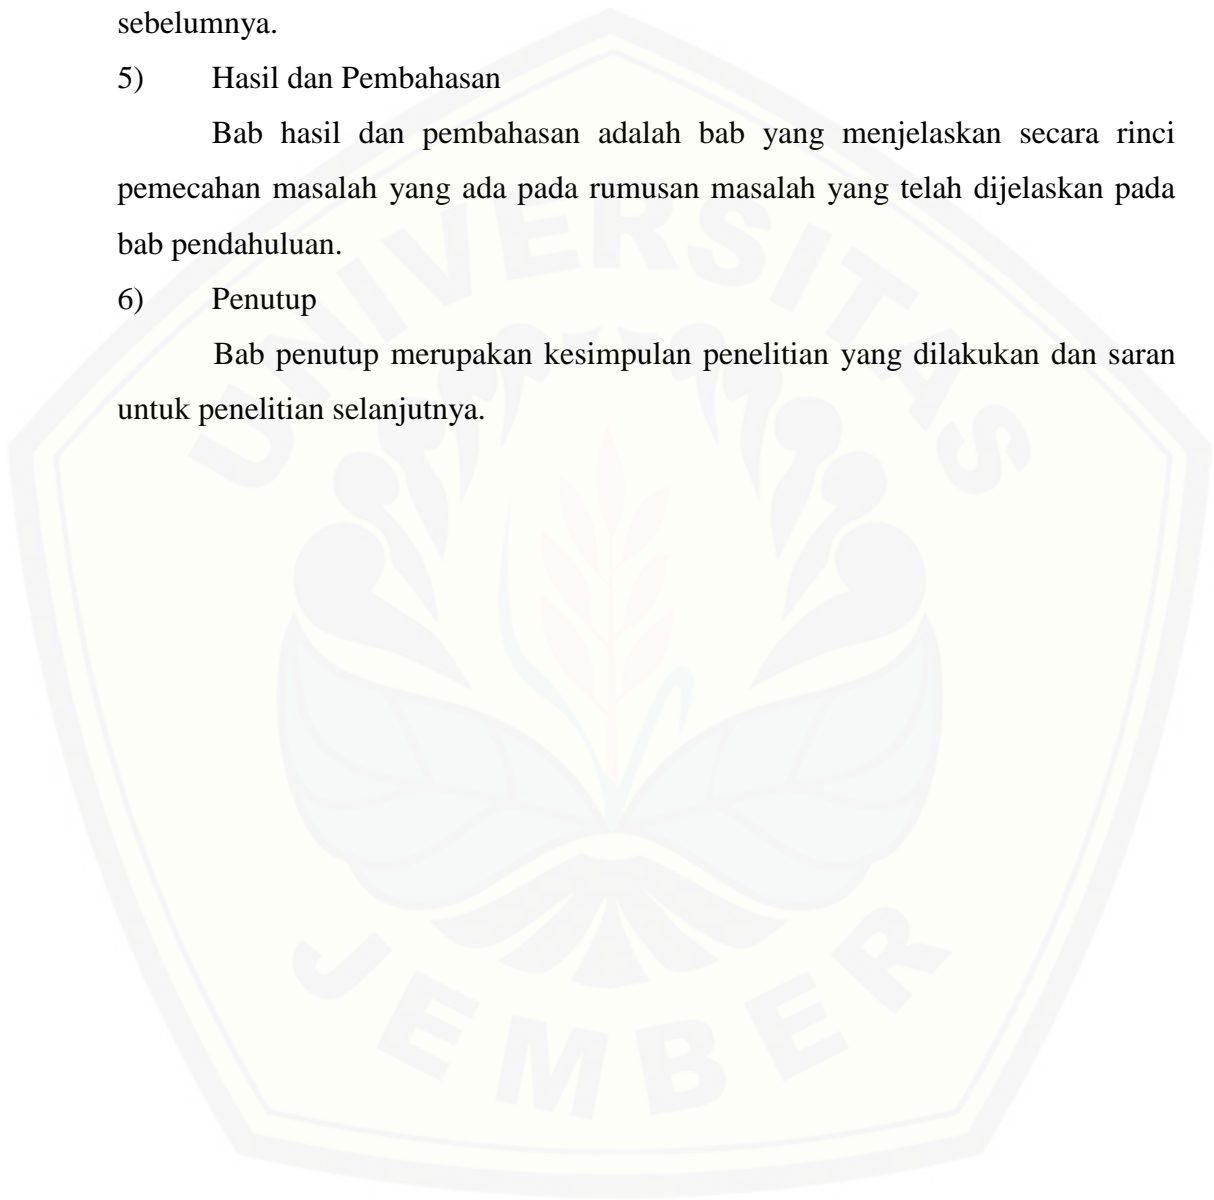 sebelumnya.
5) Hasil dan Pembahasan
Bab hasil dan pembahasan adalah bab yang menjelaskan secara rinci
pemecahan masalah yang ada pada rumusan masalah yang telah dijelaskan pada
bab pendahuluan.
6) Penutup
Bab penutup merupakan kesimpulan penelitian yang dilakukan dan saran
untuk penelitian selanjutnya.
UNIVERSITAS
JEMBER